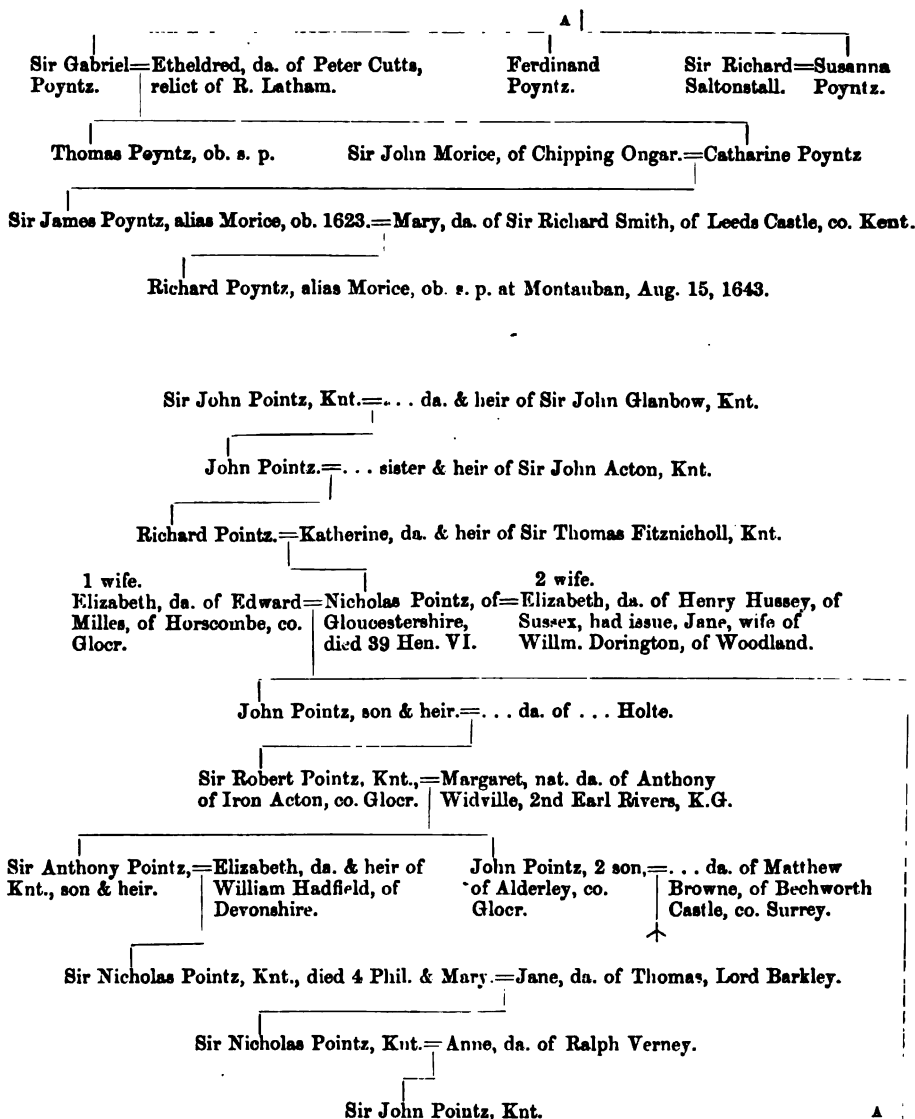 A
Sir Gabriel=Etheldred, da. of Peter Cutts,   Ferdinand   Sir Richard=Susanna
Poyntz.   relict of R. Latham.   Poyntz.   Saltonstall.   Poyntz.
Thomas Poyntz, ob. s. p.   Sir John Morice, of Chipping Ongar.=Catharine Poyntz
Sir James Poyntz, alias Morice, ob. 1623.=Mary, da. of Sir Richard Smith, of Leeds Castle, co. Kent.
Richard Poyntz, alias Morice, ob. s. p. at Montauban, Aug. 15, 1643.
Sir John Pointz, Knt.=. . . da. & heir of Sir John Glanbow, Knt.
John Pointz.=. . . sister & heir of Sir John Acton, Knt.
Richard Pointz.=Katherine, da. & heir of Sir Thomas Fitznicholl, Knt.
1 wife.   2 wife.
Elizabeth, da. of Edward=Nicholas Pointz, of=Elizabeth, da. of Henry Hussey, of
Milles, of Horscombe, co.   Gloucestershire,   Sussex, had issue, Jane, wife of
Glocr.   died 39 Hen. VI.   Willm. Dorington, of Woodland.
John Pointz, son & heir.=. . . da. of . . . Holte.
Sir Robert Pointz, Knt.,=Margaret, nat. da. of Anthony
of Iron Acton, co. Glocr.   Widville, 2nd Earl Rivers, K.G.
Sir Anthony Pointz,=Elizabeth, da. & heir of   John Pointz, 2 son,=. . . da. of Matthew
Knt., son & heir.   William Hadfield, of   of Alderley, co.   Browne, of Bechworth
Devonshire.   Glocr.   Castle, co. Surrey.
Sir Nicholas Pointz, Knt., died 4 Phil. & Mary.=Jane, da. of Thomas, Lord Barkley.
Sir Nicholas Pointz, Knt.=Anne, da. of Ralph Verney.
Sir John Pointz, Knt.   A